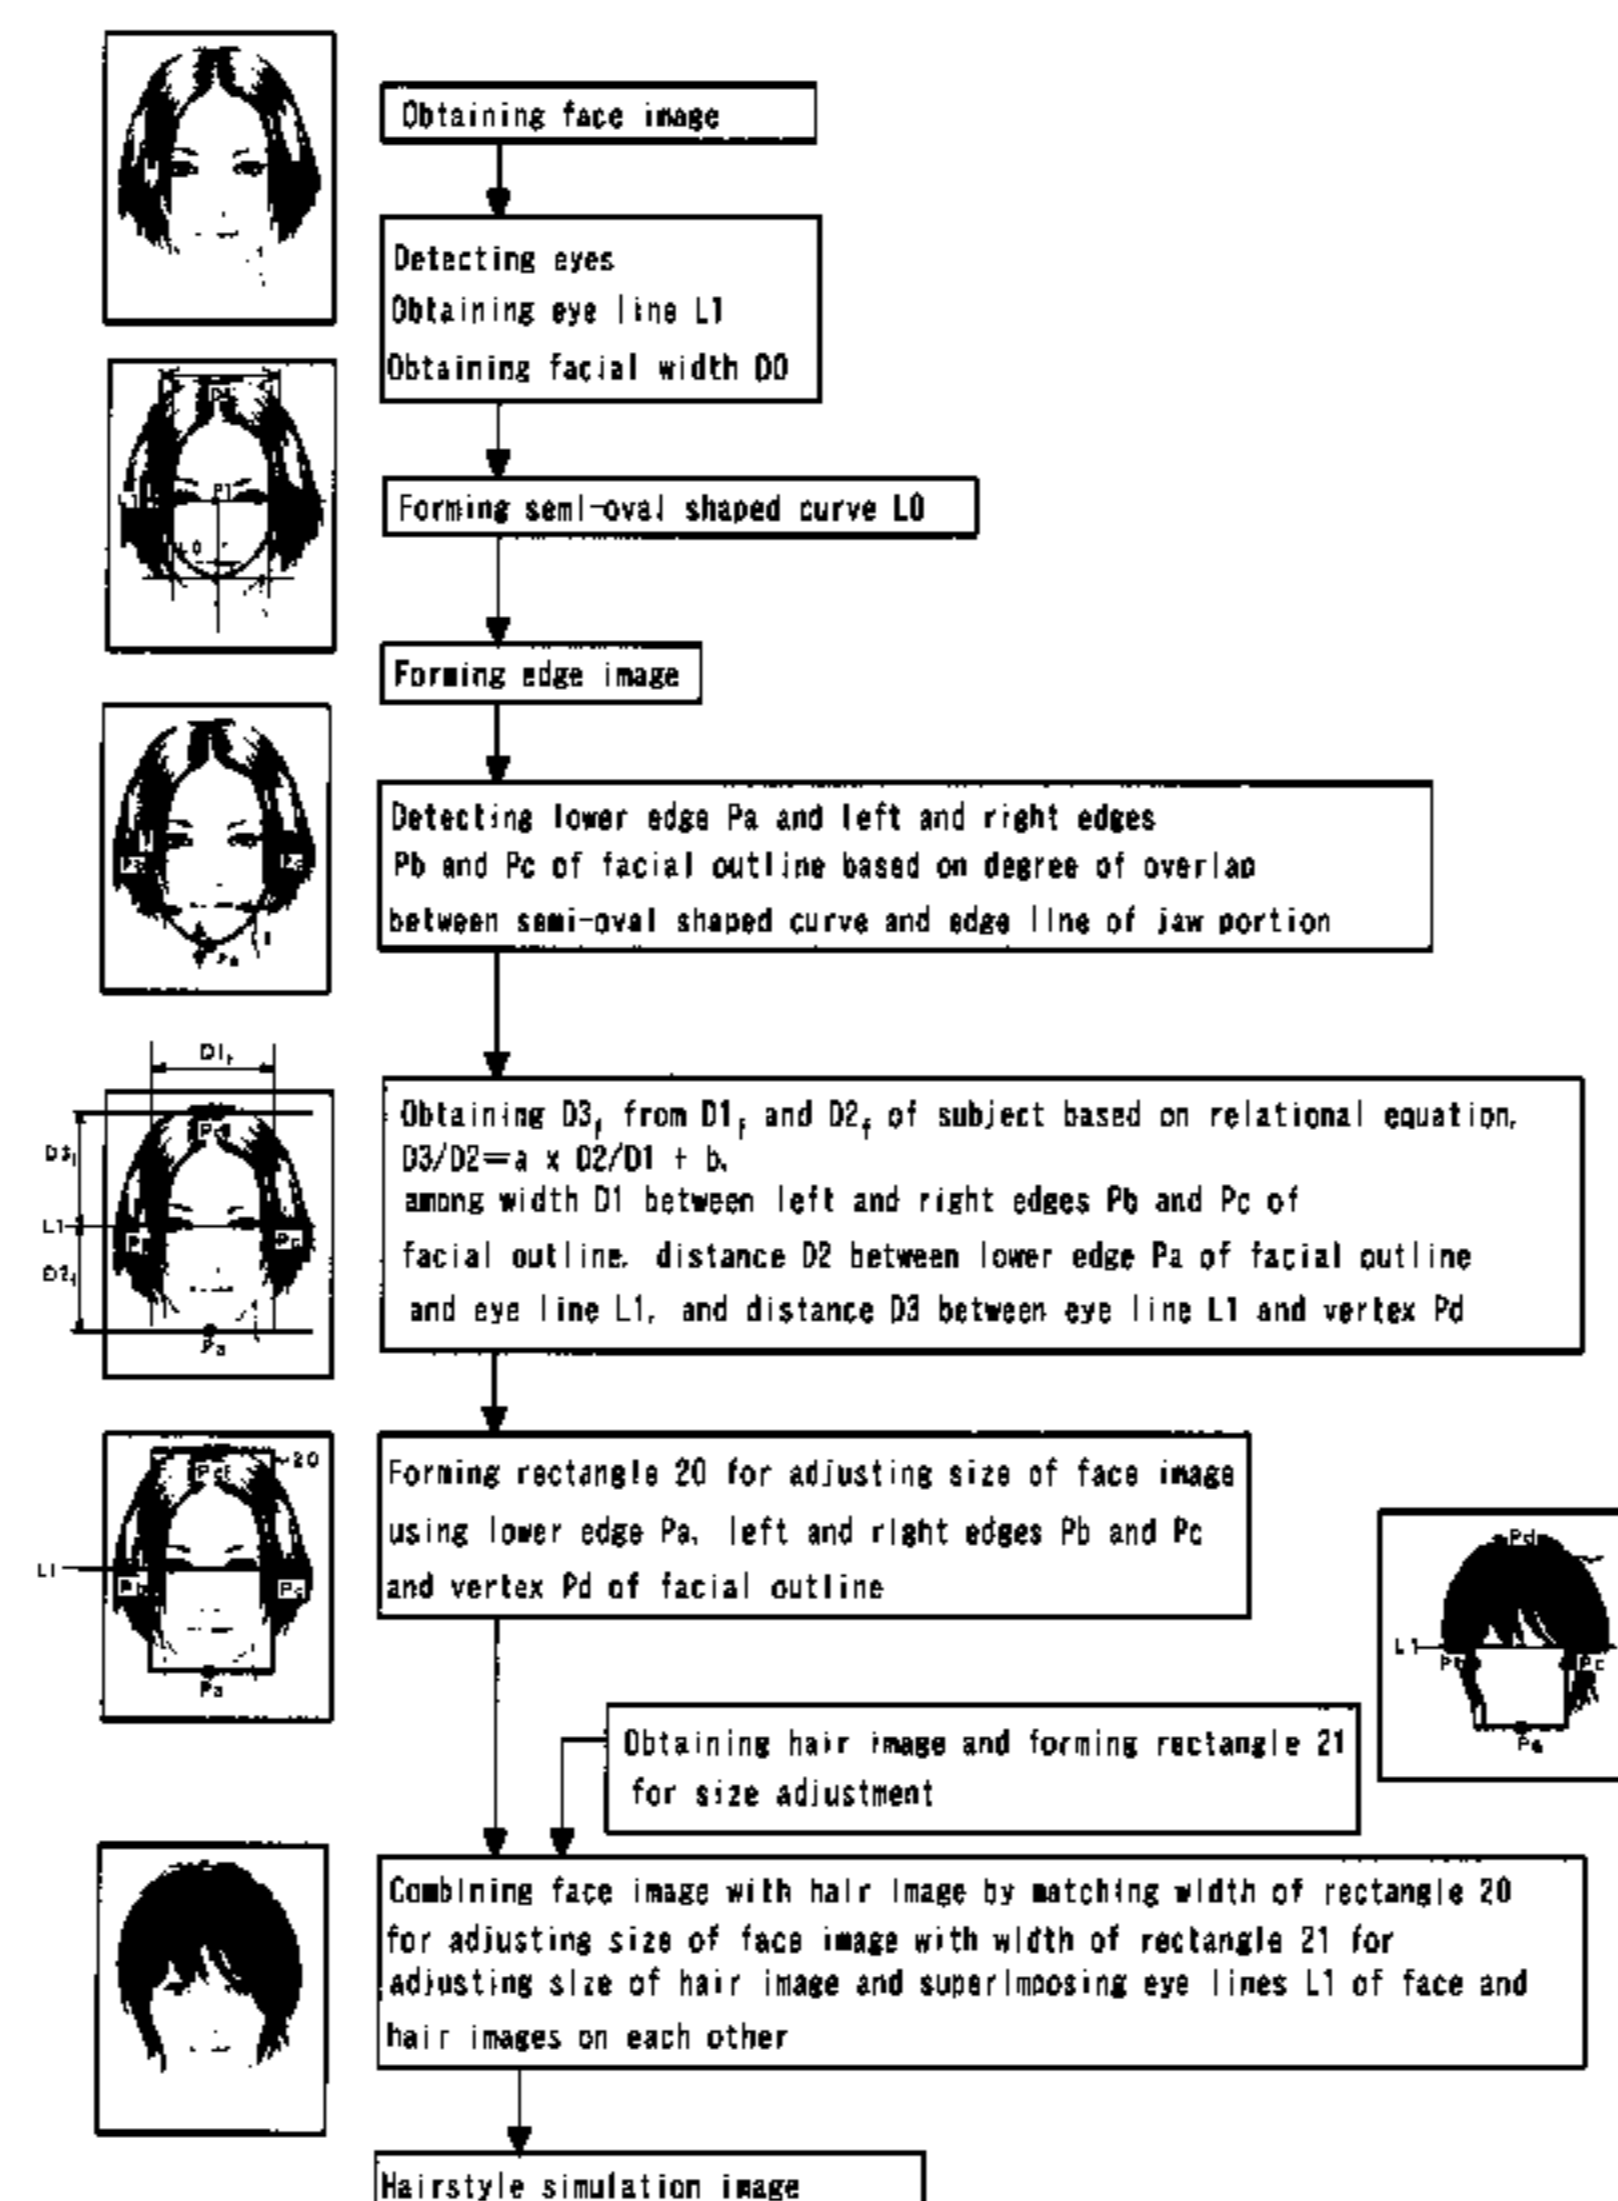 Obtaining face image
Detecting eyes
Obtaining eye line L1
Obtaining facial width D0
P1
L0
Forming semi-oval shaped curve L0
Forming edge image
Detecting lower edge Pa and left and right edges
Pb and Pc of facial outline based on degree of overlap
between semi-oval shaped curve and edge line of jaw portion
Pa
D1f
D3f
Pd
L1
Pc
D2f
Pa
Obtaining D3f from D1f and D2f of subject based on relational equation,
D3/D2=a x D2/D1 + b,
among width D1 between left and right edges Pb and Pc of
facial outline, distance D2 between lower edge Pa of facial outline
and eye line L1, and distance D3 between eye line L1 and vertex Pd
20
Pd
L1
Pb
Pc
Pa
Forming rectangle 20 for adjusting size of face image
using lower edge Pa, left and right edges Pb and Pc
and vertex Pd of facial outline
Pd
L1
Pb
Pc
Pa
Obtaining hair image and forming rectangle 21
for size adjustment
Combining face image with hair image by matching width of rectangle 20
for adjusting size of face image with width of rectangle 21 for
adjusting size of hair image and superimposing eye lines L1 of face and
hair images on each other
Hairstyle simulation image